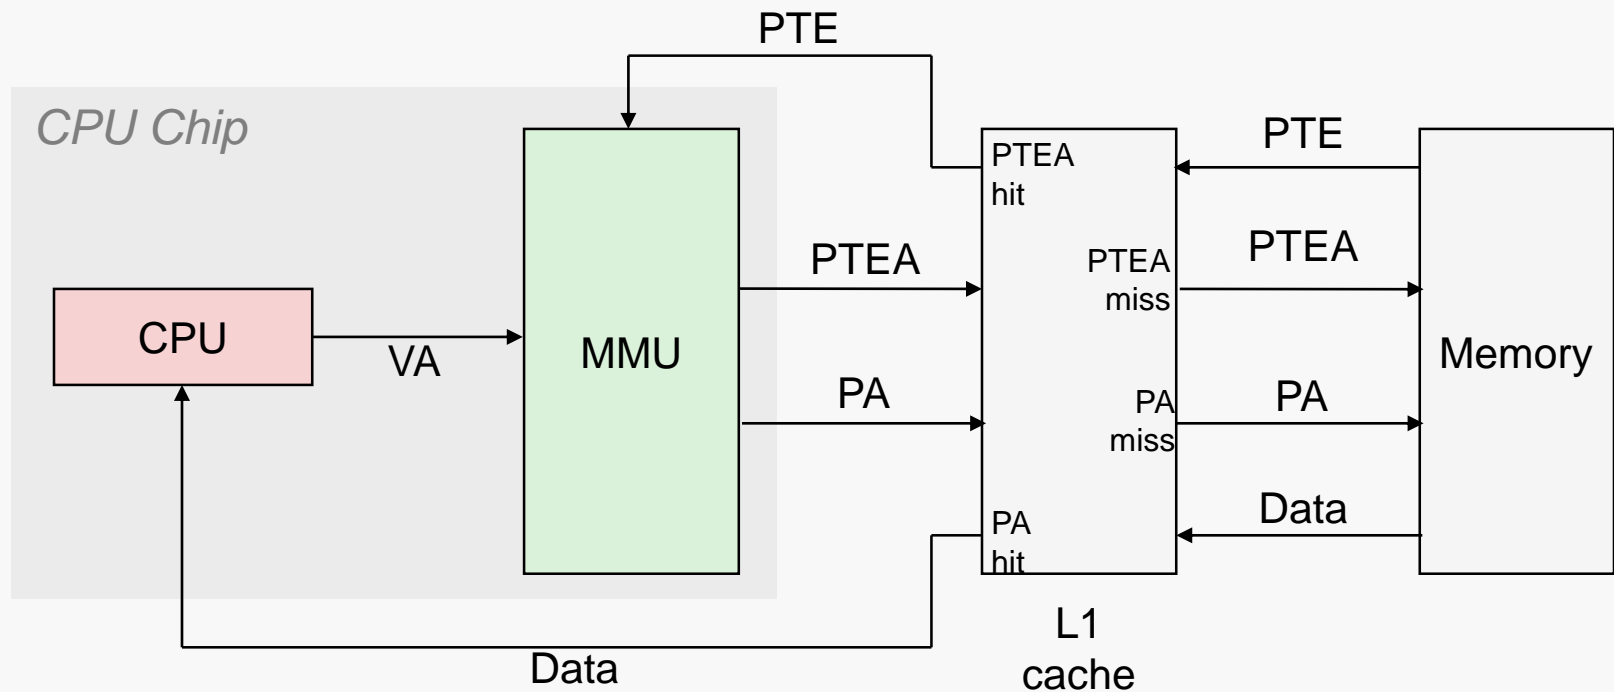 PTE
CPU Chip
PTEA
hit
PTE
PTEA
PTEA
miss
PTEA
CPU
VA
MMU
Memory
PA
PA
miss
PA
PA
hit
Data
L1
cache
Data